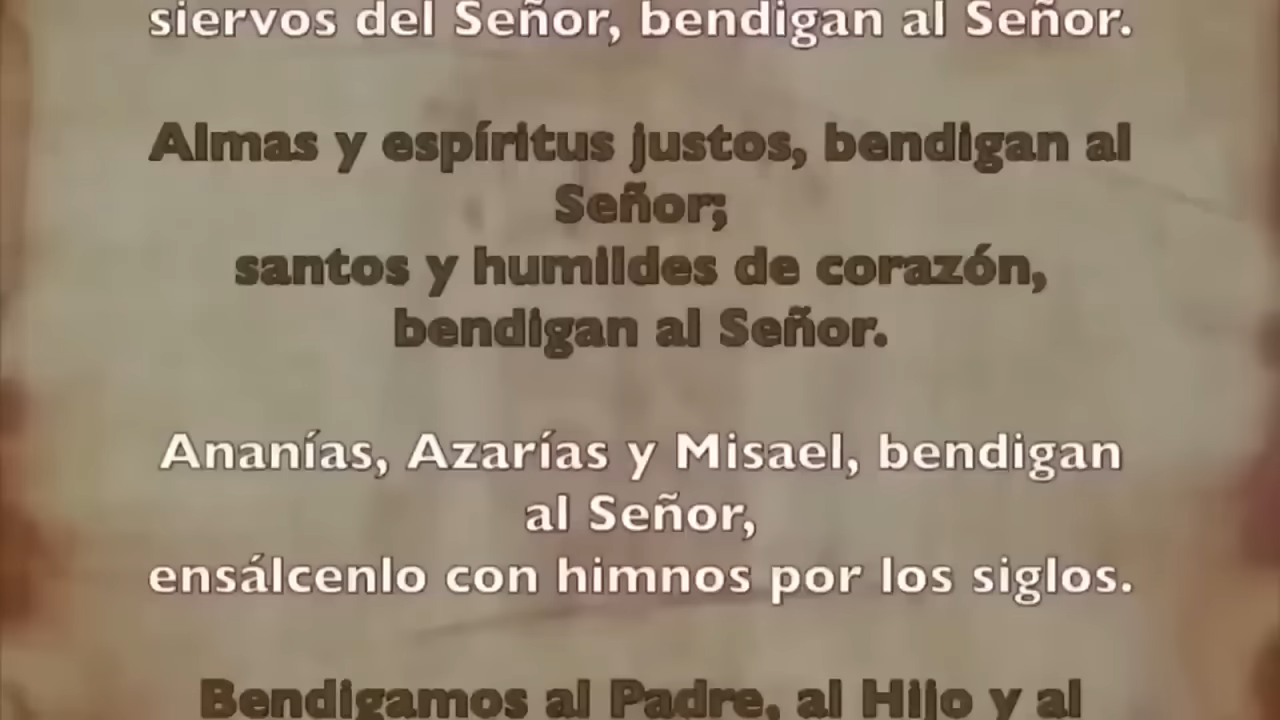 siervos del Señor, bendigan al Señor.
Almas y espíritus justos, bendigan al
Señor;
santos y humildes de corazón,
bendigan al Señor.
Ananías, Azarías y Misael, bendigan
al Señor,
ensálcenlo con himnos por los siglos.
Bendigamos al Padre, al Hijo y al